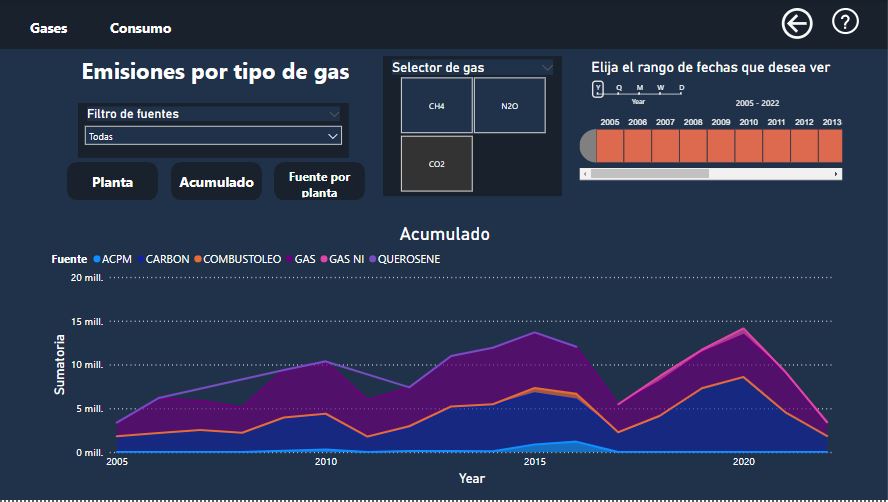 Gases
Consumo
?
Emisiones por tipo de gas
Filtro de fuentes
Todas
Planta
Acumulado
Fuente por planta
Selector de gas
CH4
N2O
CO2
Elija el rango de fechas que desea ver
Y Q M W D
Year
2005 - 2022
2005 2006 2007 2008 2009 2010 2011 2012 2013
Acumulado
Fuente ACPM CARBON COMBUSTOLEO GAS GAS NI QUEROSENE
20 mill.
15 mill.
10 mill.
5 mill.
0 mill.
Sumatoria
2005 2010 2015 2020
Year